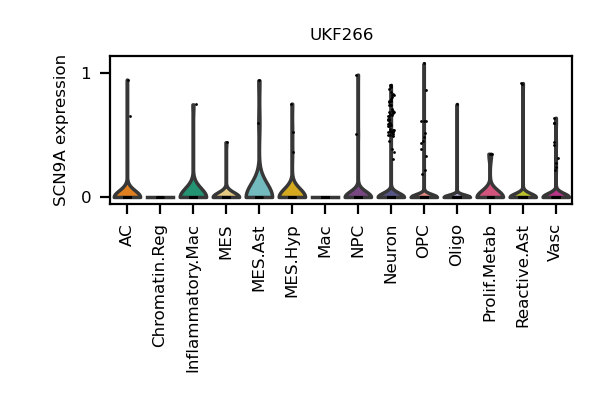 UKF266
SCN9A expression
1
0
AC
Chromatin.Reg
Inflammatory.Mac
MES
MES.Ast
MES.Hyp
Mac
NPC
Neuron
OPC
Oligo
Prolif.Metab
Reactive.Ast
Vasc